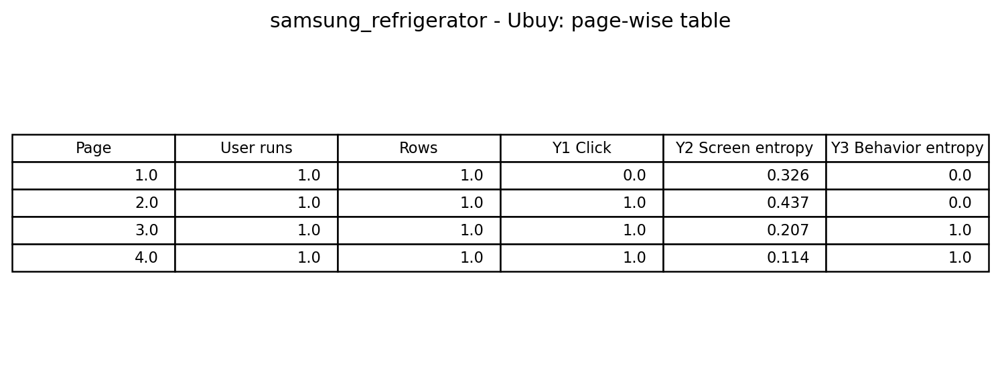 samsung_refrigerator - Ubuy: page-wise table
Page User runs Rows Y1 Click Y2 Screen entropy Y3 Behavior entropy
1.0 1.0 1.0 0.0 0.326 0.0
2.0 1.0 1.0 1.0 0.437 0.0
3.0 1.0 1.0 1.0 0.207 1.0
4.0 1.0 1.0 1.0 0.114 1.0